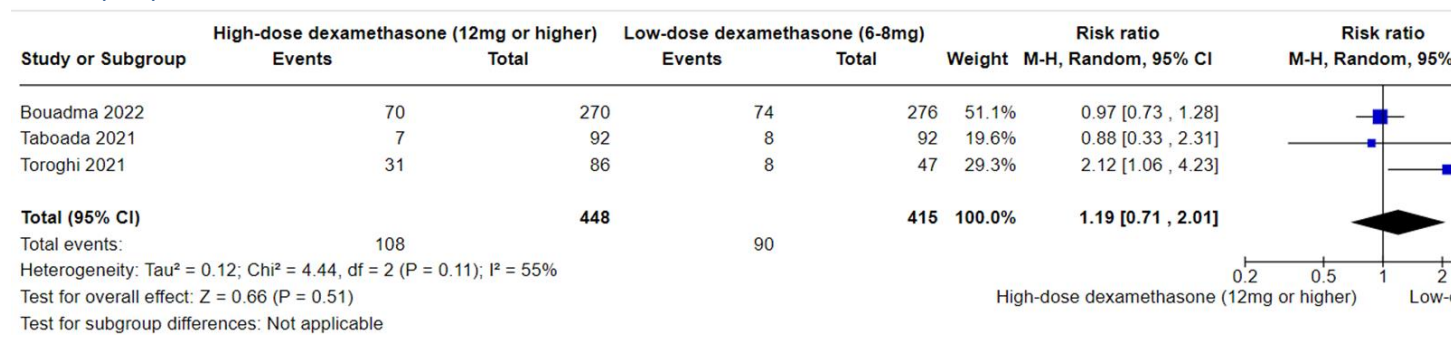 High-dose dexamethasone (12mg or higher) Low-dose dexamethasone (6-8mg) Risk ratio Risk ratio
Study or Subgroup Events Total Events Total Weight M-H, Random, 95% CI M-H, Random, 95%
Bouadma 2022 70 270 74 276 51.1% 0.97 [0.73 , 1.28]
Taboada 2021 7 92 8 92 19.6% 0.88 [0.33 , 2.31]
Toroghi 2021 31 86 8 47 29.3% 2.12 [1.06 , 4.23]
Total (95% CI) 448 415 100.0% 1.19 [0.71 , 2.01]
Total events: 108 90
Heterogeneity: Tau² = 0.12; Chi² = 4.44, df = 2 (P = 0.11); I² = 55%
0.2 0.5 1 2
Test for overall effect: Z = 0.66 (P = 0.51)
High-dose dexamethasone (12mg or higher) Low-
Test for subgroup differences: Not applicable